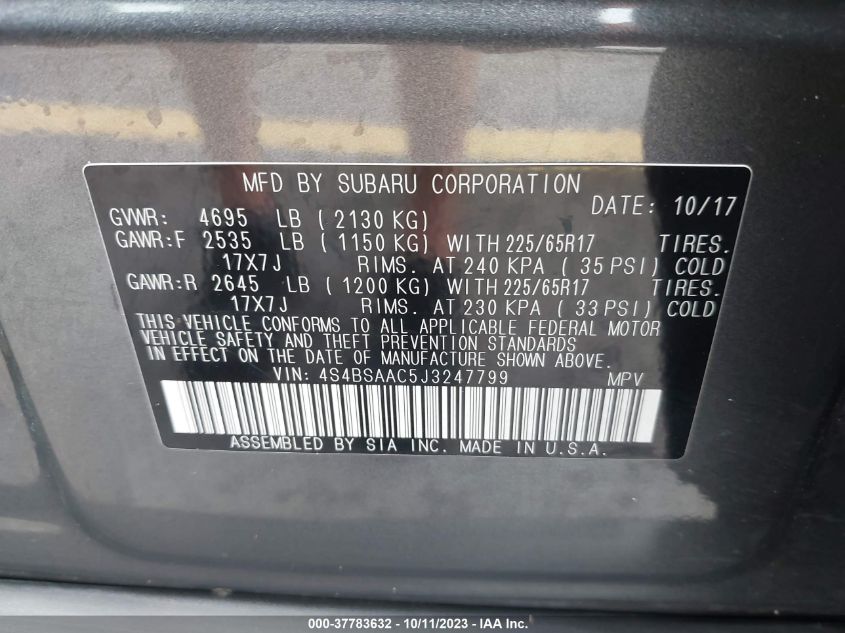 MFD BY SUBARU CORPORATION
DATE: 10/17
GVWR: 4695 LB ( 2130 KG)
GAWR:F 2535 LB ( 1150 KG) WITH 225/65R17 TIRES.
17X7J RIMS. AT 240 KPA ( 35 PSI) COLD
GAWR:R 2645 LB ( 1200 KG) WITH 225/65R17 TIRES.
17X7J RIMS. AT 230 KPA ( 33 PSI) COLD
THIS VEHICLE CONFORMS TO ALL APPLICABLE FEDERAL MOTOR
VEHICLE SAFETY AND THEFT PREVENTION STANDARDS
IN EFFECT ON THE DATE OF MANUFACTURE SHOWN ABOVE.
VIN: 4S4BSAAC5J3247799 MPV
ASSEMBLED BY SIA INC. MADE IN U.S.A.
000-37783632 - 10/11/2023 - IAA Inc.